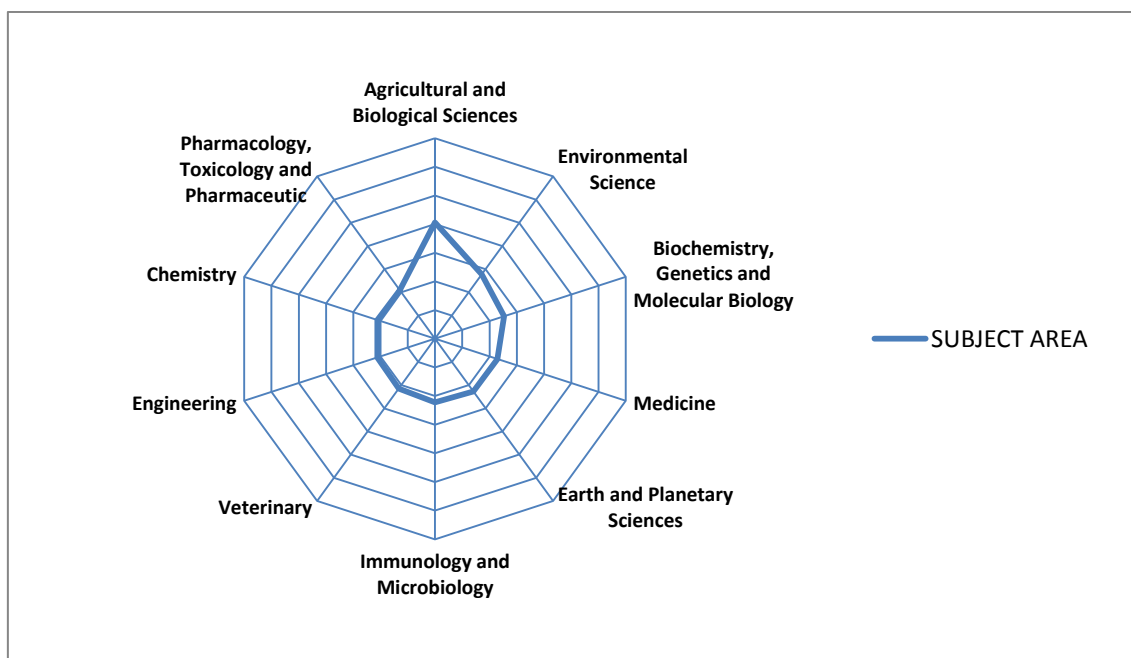 Agricultural and
Biological Sciences
Environmental
Science
Biochemistry,
Genetics and
Molecular Biology
Medicine
Earth and Planetary
Sciences
Immunology and
Microbiology
Veterinary
Engineering
Chemistry
Pharmacology,
Toxicology and
Pharmaceutic
SUBJECT AREA